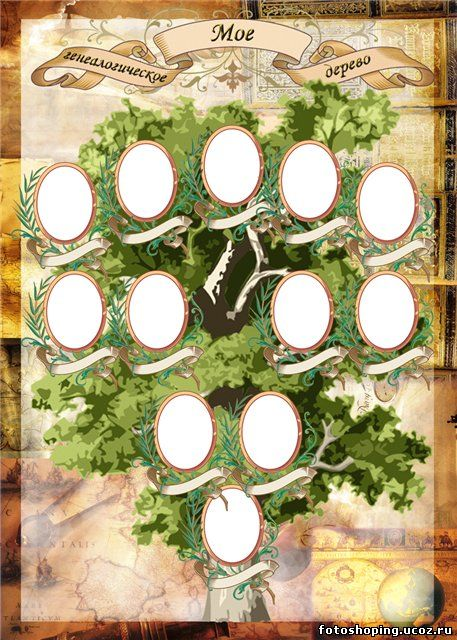 Мое
генеалогическое
дерево
fotoshoping.ucoz.ru